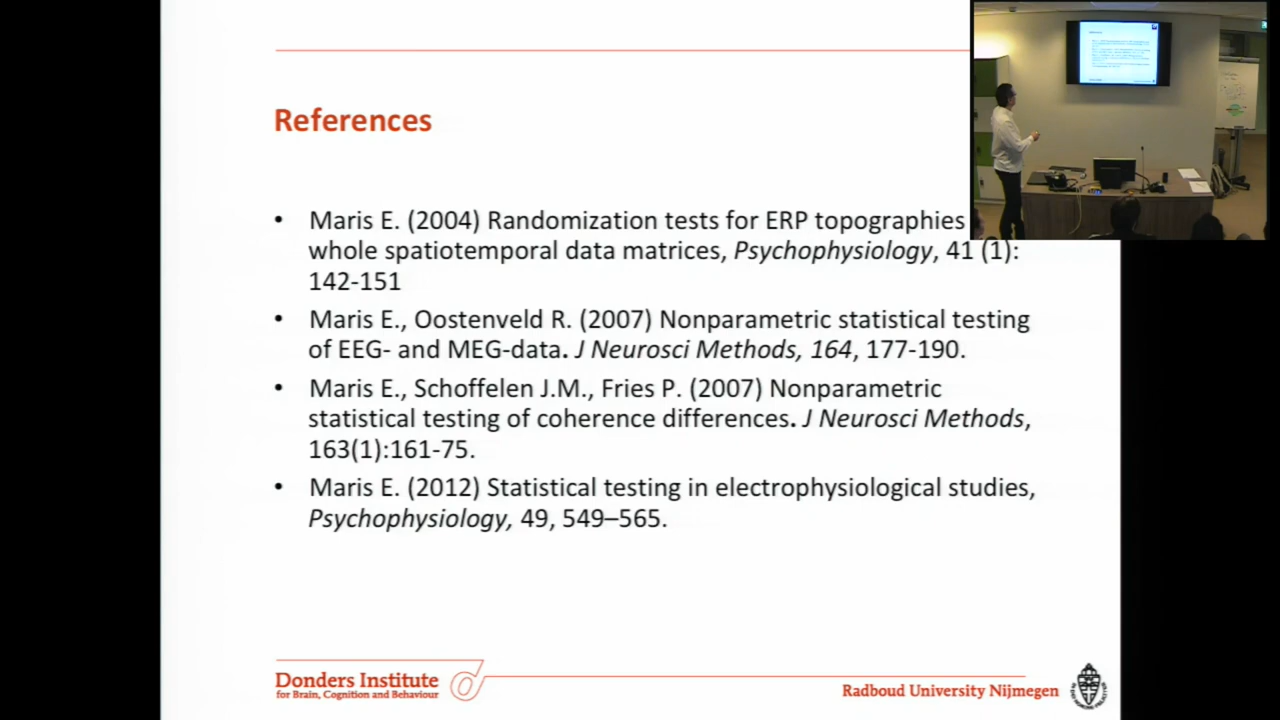 References
• Maris E. (2004) Randomization tests for ERP topographies
whole spatiotemporal data matrices, Psychophysiology, 41 (1):
142-151
• Maris E., Oostenveld R. (2007) Nonparametric statistical testing
of EEG- and MEG-data. J Neurosci Methods, 164, 177-190.
• Maris E., Schoffelen J.M., Fries P. (2007) Nonparametric
statistical testing of coherence differences. J Neurosci Methods,
163(1):161-75.
• Maris E. (2012) Statistical testing in electrophysiological studies,
Psychophysiology, 49, 549–565.
Donders Institute
for Brain, Cognition and Behaviour
Radboud University Nijmegen